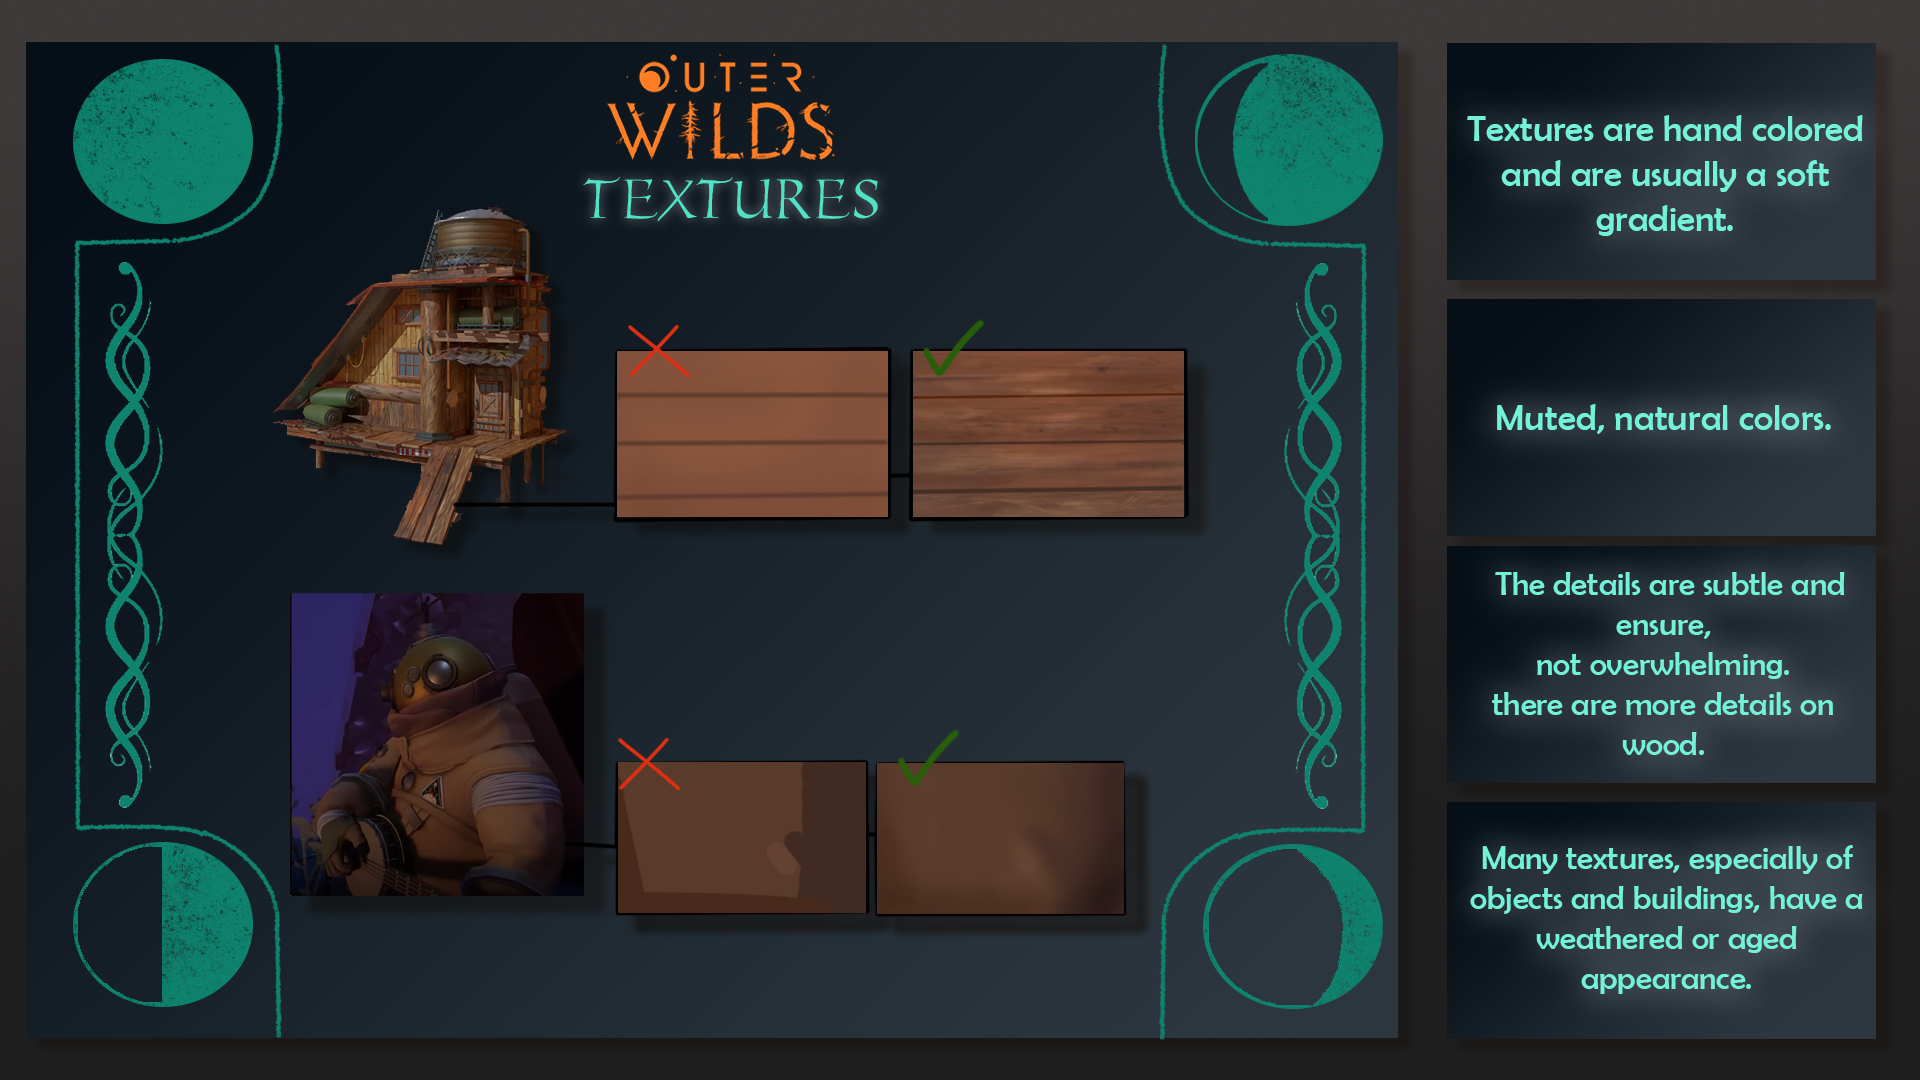 OUTER
WILDS
TEXTURES
Textures are hand colored
and are usually a soft
gradient.
Muted, natural colors.
The details are subtle and
ensure,
not overwhelming.
there are more details on
wood.
Many textures, especially of
objects and buildings, have a
weathered or aged
appearance.